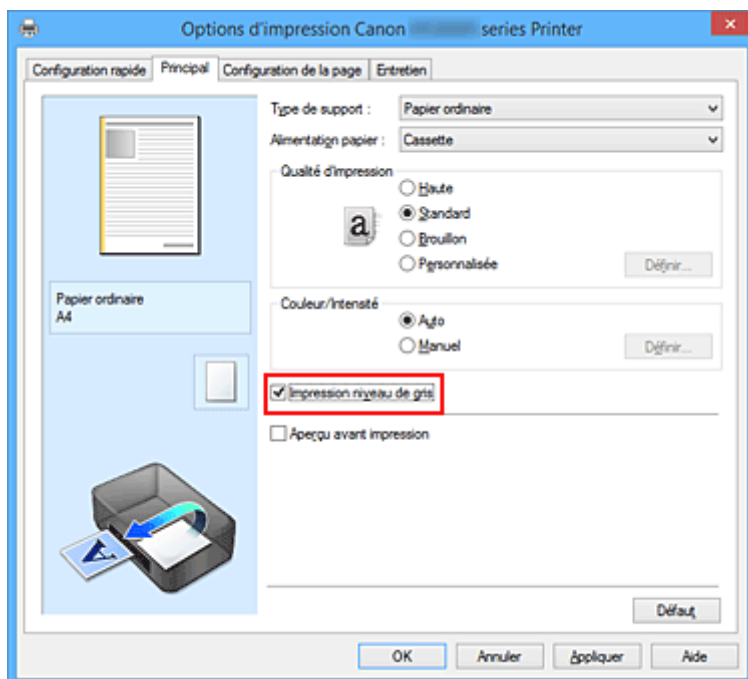 Options d'impression Canon series Printer
Configuration rapide Principal Configuration de la page Entretien
Type de support : Papier ordinaire
Alimentation papier : Cassette
Qualité d'impression
Haute
a Standard
Brouillon
Personnalisée Définir...
Papier ordinaire
A4
Couleur/Intensité
Auto
Manuel Définir...
Impression niveau de gris
Aperçu avant impression
A
Défaut
OK Annuler Appliquer Aide